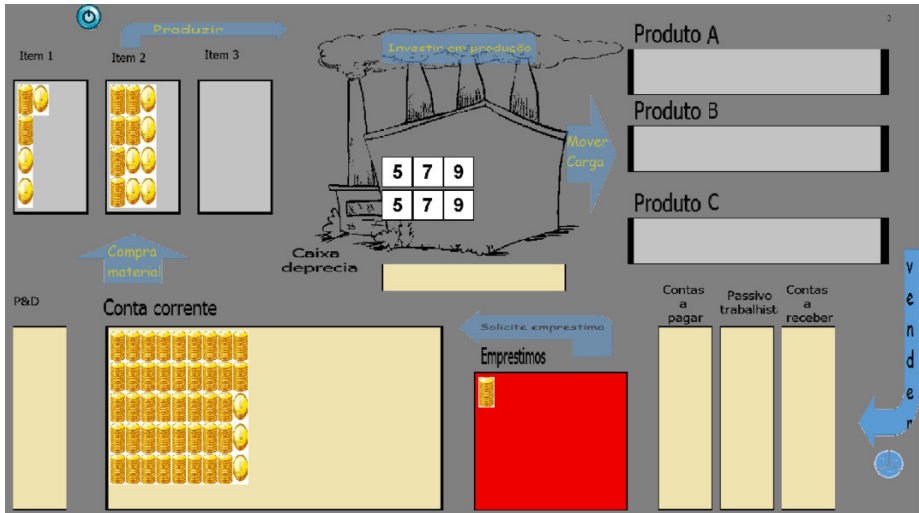 2
Produzir
Item 1
Item 2
Item 3
Investir em produção
Produto A
Produto B
Mover
Carga
5 7 9
5 7 9
Produto C
Caixa
deprecia
Compra
material
P&D
Conta corrente
Solicite emprestimo
Emprestimos
Contas
a
pagar
Passivo
trabalhist
Contas
a
receber
vender